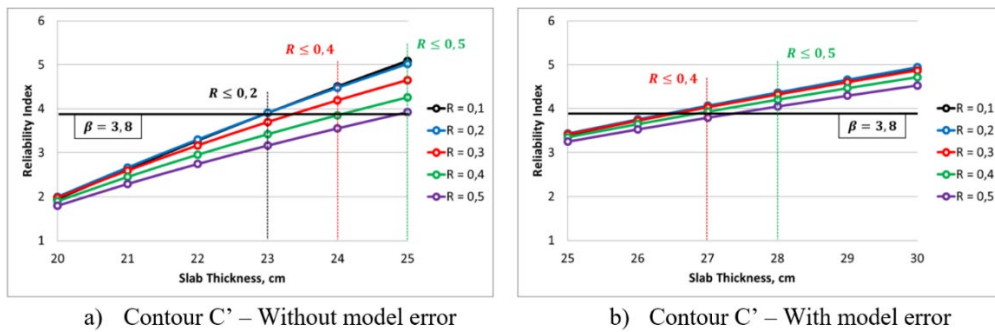 6
5
4
3
2
1
Reliability Index
R ≤ 0,5
R ≤ 0,4
R ≤ 0,2
β = 3,8
R = 0,1
R = 0,2
R = 0,3
R = 0,4
R = 0,5
20 21 22 23 24 25
Slab Thickness, cm
a) Contour C’ – Without model error
6
5
4
3
2
1
Reliability Index
R ≤ 0,5
R ≤ 0,4
β = 3,8
R = 0,1
R = 0,2
R = 0,3
R = 0,4
R = 0,5
25 26 27 28 29 30
Slab Thickness, cm
b) Contour C’ – With model error